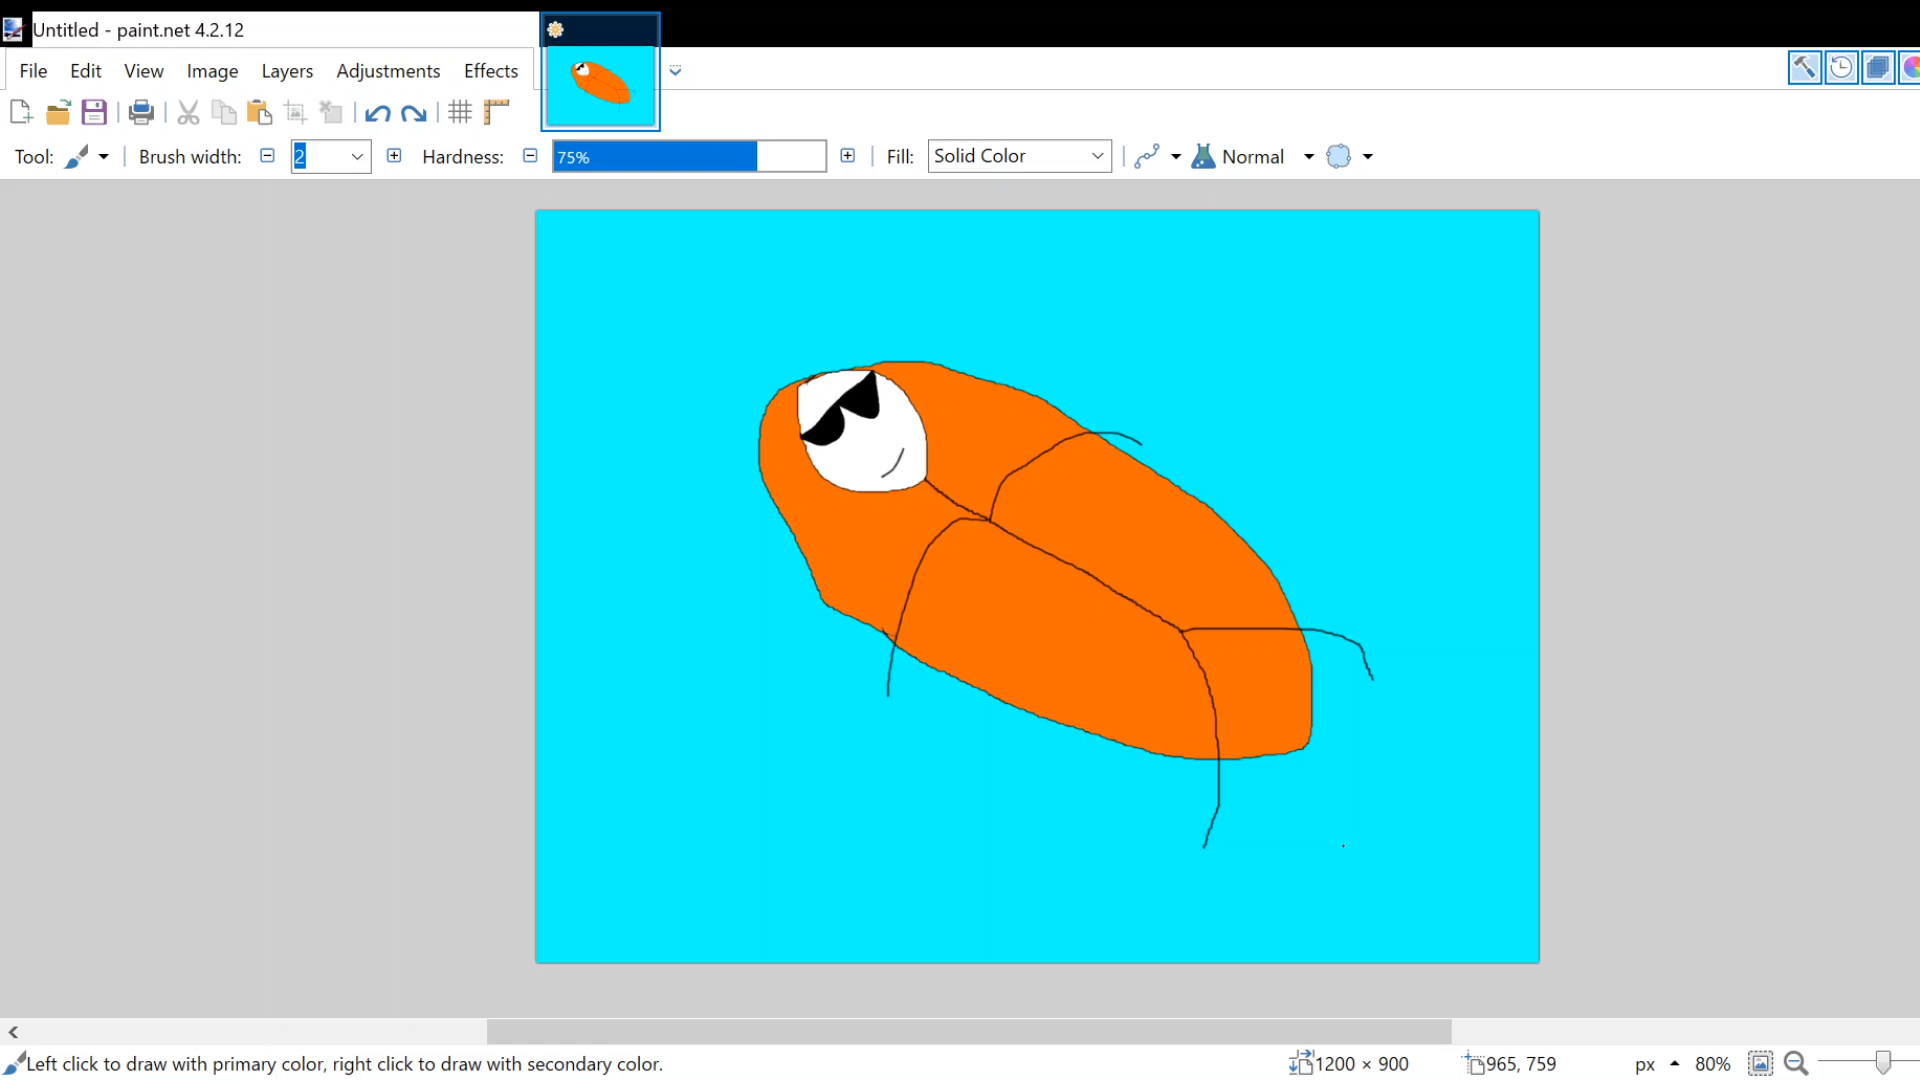 Untitled - paint.net 4.2.12
File Edit View Image Layers Adjustments Effects
Tool: Brush width: 2 Hardness: 75% Fill: Solid Color Normal
Left click to draw with primary color, right click to draw with secondary color. 1200 × 900 965, 759 px 80%